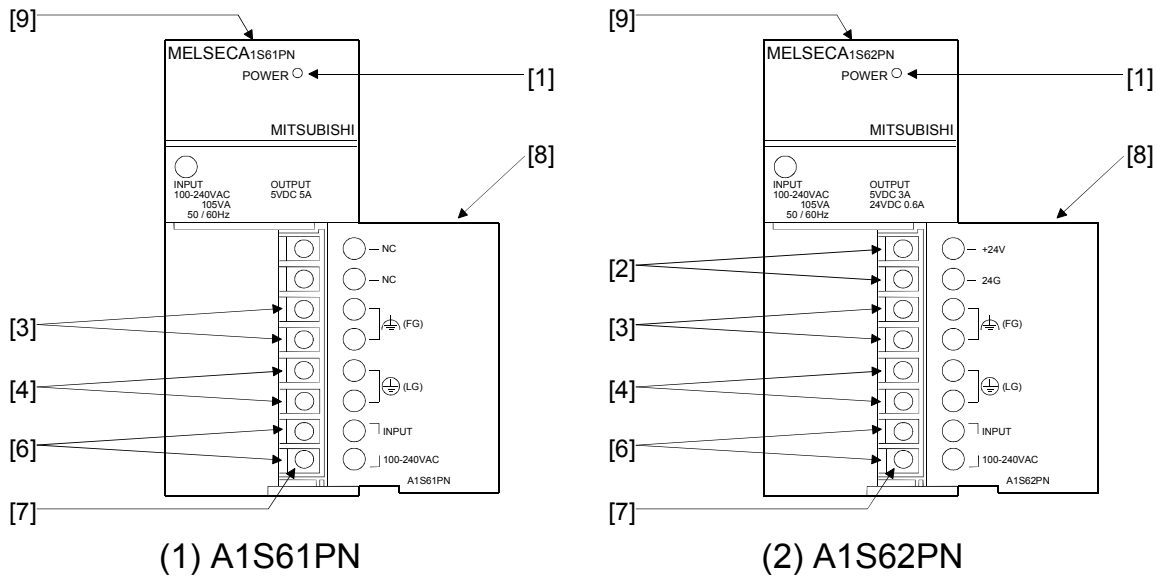 [9]
MELSECA1S61PN
POWER
[1]
MITSUBISHI
[8]
INPUT
100-240VAC
105VA
50 / 60Hz
OUTPUT
5VDC 5A
NC
NC
[3]
(FG)
[4]
(LG)
[6]
INPUT
100-240VAC
A1S61PN
[7]
(1) A1S61PN
[9]
MELSECA1S62PN
POWER
[1]
MITSUBISHI
[8]
INPUT
100-240VAC
105VA
50 / 60Hz
OUTPUT
5VDC 3A
24VDC 0.6A
[2]
+24V
24G
[3]
(FG)
[4]
(LG)
[6]
INPUT
100-240VAC
A1S62PN
[7]
(2) A1S62PN